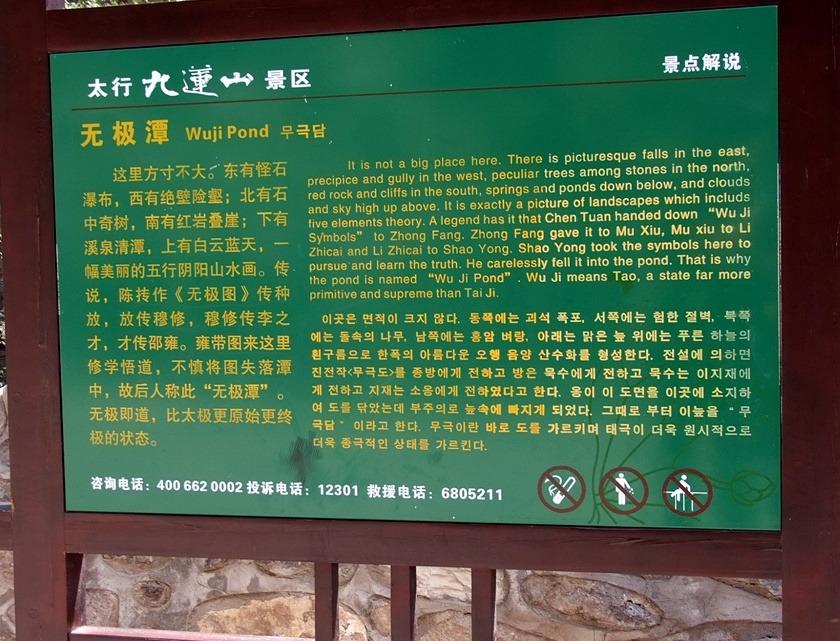 太行 九莲山 景区
景点解说
无极潭 Wuji Pond 무극담
这里方寸不大。东有怪石
瀑布，西有绝壁险壑；北有石
中奇树，南有红岩叠崖；下有
溪泉清潭，上有白云蓝天，一
幅美丽的五行阴阳山水画。传
说，陈抟作《无极图》传种
放，放传穆修，穆修传李之
才，才传邵雍。雍带图来这里
修学悟道，不慎将图失落潭
中，故后人称此“无极潭”。
无极即道，比太极更原始更终
极的状态。
It is not a big place here. There is picturesque falls in the east,
precipice and gully in the west, peculiar trees among stones in the north,
red rock and cliffs in the south, springs and ponds down below, and clouds
and sky high up above. It is exactly a picture of landscapes which includs
five elements theory. A legend has it that Chen Tuan handed down “Wu Ji
Symbols” to Zhong Fang. Zhong Fang gave it to Mu Xiu, Mu xiu to Li
Zhicai and Li Zhicai to Shao Yong. Shao Yong took the symbols here to
pursue and learn the truth. He carelessly fell it into the pond. That is why
the pond is named “Wu Ji Pond”. Wu Ji means Tao, a state far more
primitive and supreme than Tai Ji.
이곳은 면적이 크지 않다. 동쪽에는 괴석 폭포, 서쪽에는 험한 절벽, 북쪽
에는 돌속의 나무, 남쪽에는 홍암 벼랑, 아래는 맑은 늪 위에는 푸른 하늘의
흰구름으로 한폭의 아름다운 오행 음양 산수화를 형성한다. 전설에 의하면
진전작<무극도>를 종방에게 전하고 방은 목수에게 전하고 목수는 이지재에
게 전하고 지재는 소옹에게 전하였다고 한다. 옹이 이 도면을 이곳에 소지하
여 도를 닦았는데 부주의로 늪속에 빠지게 되었다. 그때로 부터 이늪을 “무
극담” 이라고 한다. 무극이란 바로 도를 가르키며 태극이 더욱 원시적으로
더욱 종극적인 상태를 가르킨다.
咨询电话：400 662 0002 投诉电话：12301 救援电话：6805211